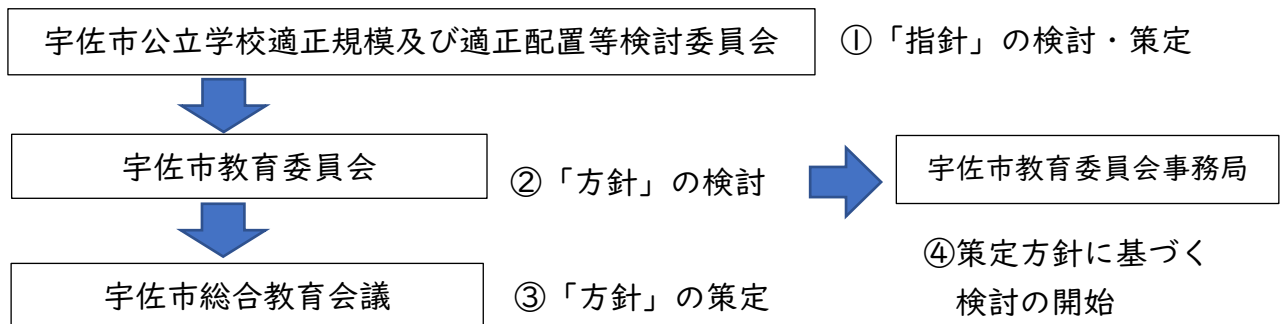 宇佐市公立学校適正規模及び適正配置等検討委員会
①「指針」の検討・策定
宇佐市教育委員会
②「方針」の検討
宇佐市教育委員会事務局
④策定方針に基づく
検討の開始
宇佐市総合教育会議
③「方針」の策定